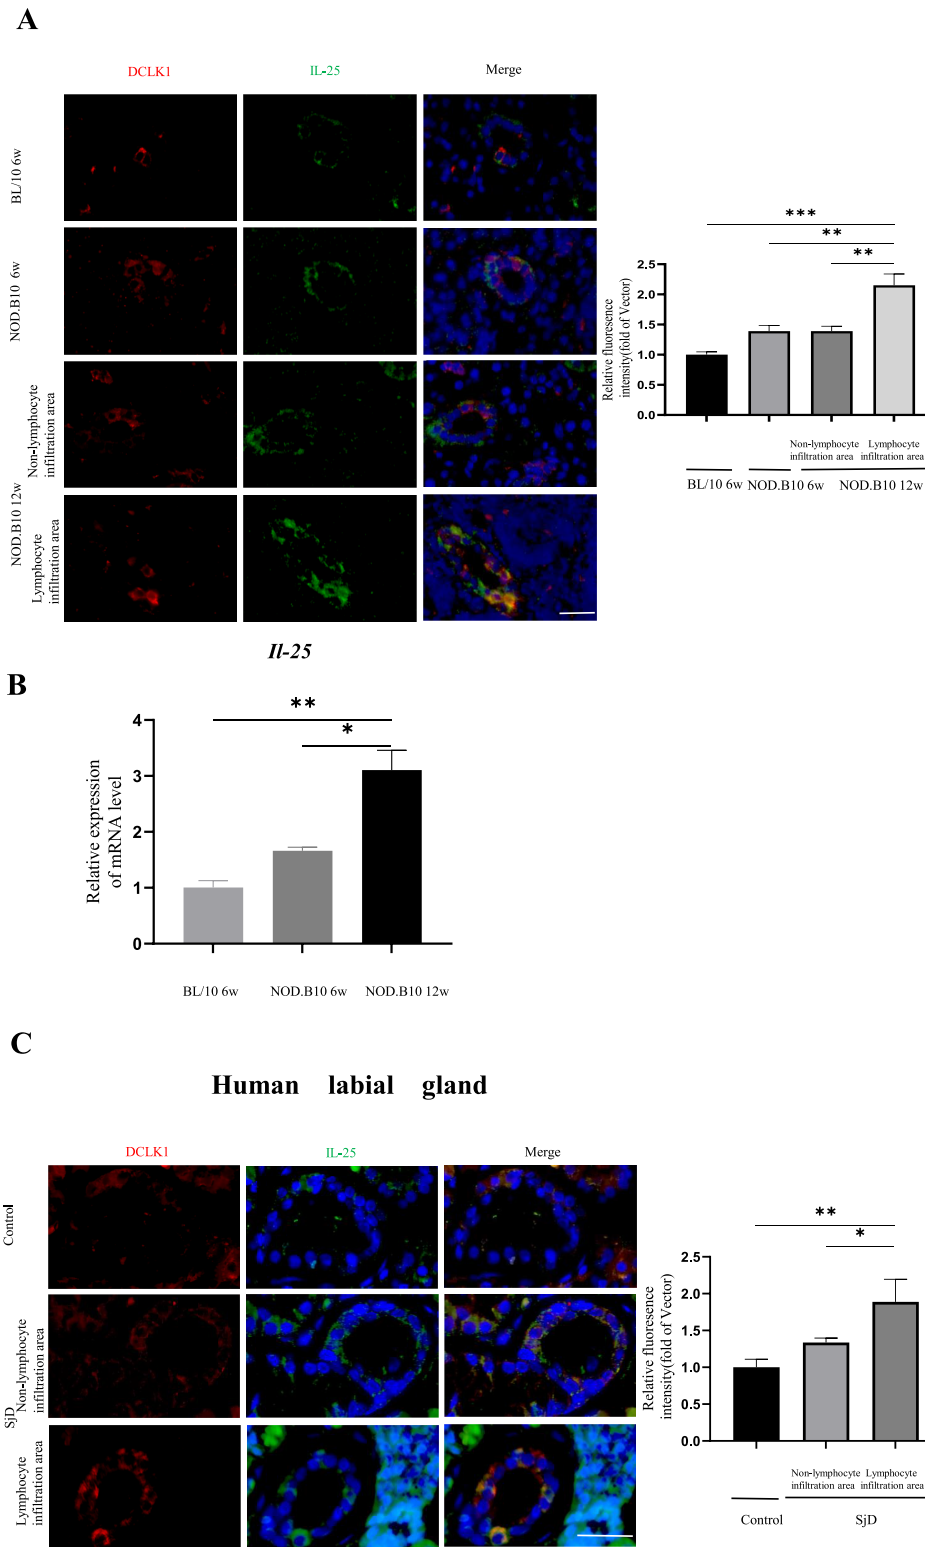 A
DCLK1
IL-25
Merge
BL/10 6w
NOD.B10 6w
NOD.B10 12w
Non-lymphocyte
infiltration area
Lymphocyte
infiltration area
***
**
**
Relative fluoresence
intensity(fold of Vector)
2.5
2.0
1.5
1.0
0.5
0.0
Non-lymphocyte
infiltration area
Lymphocyte
infiltration area
BL/10 6w
NOD.B10 6w
NOD.B10 12w
Il-25
B
**
*
Relative expression
of mRNA level
4
3
2
1
0
BL/10 6w
NOD.B10 6w
NOD.B10 12w
C
Human labial gland
DCLK1
IL-25
Merge
Control
SjD
Non-lymphocyte
infiltration area
Lymphocyte
infiltration area
**
*
Relative fluoresence
intensity(fold of Vector)
2.5
2.0
1.5
1.0
0.5
0.0
Non-lymphocyte
infiltration area
Lymphocyte
infiltration area
Control
SjD